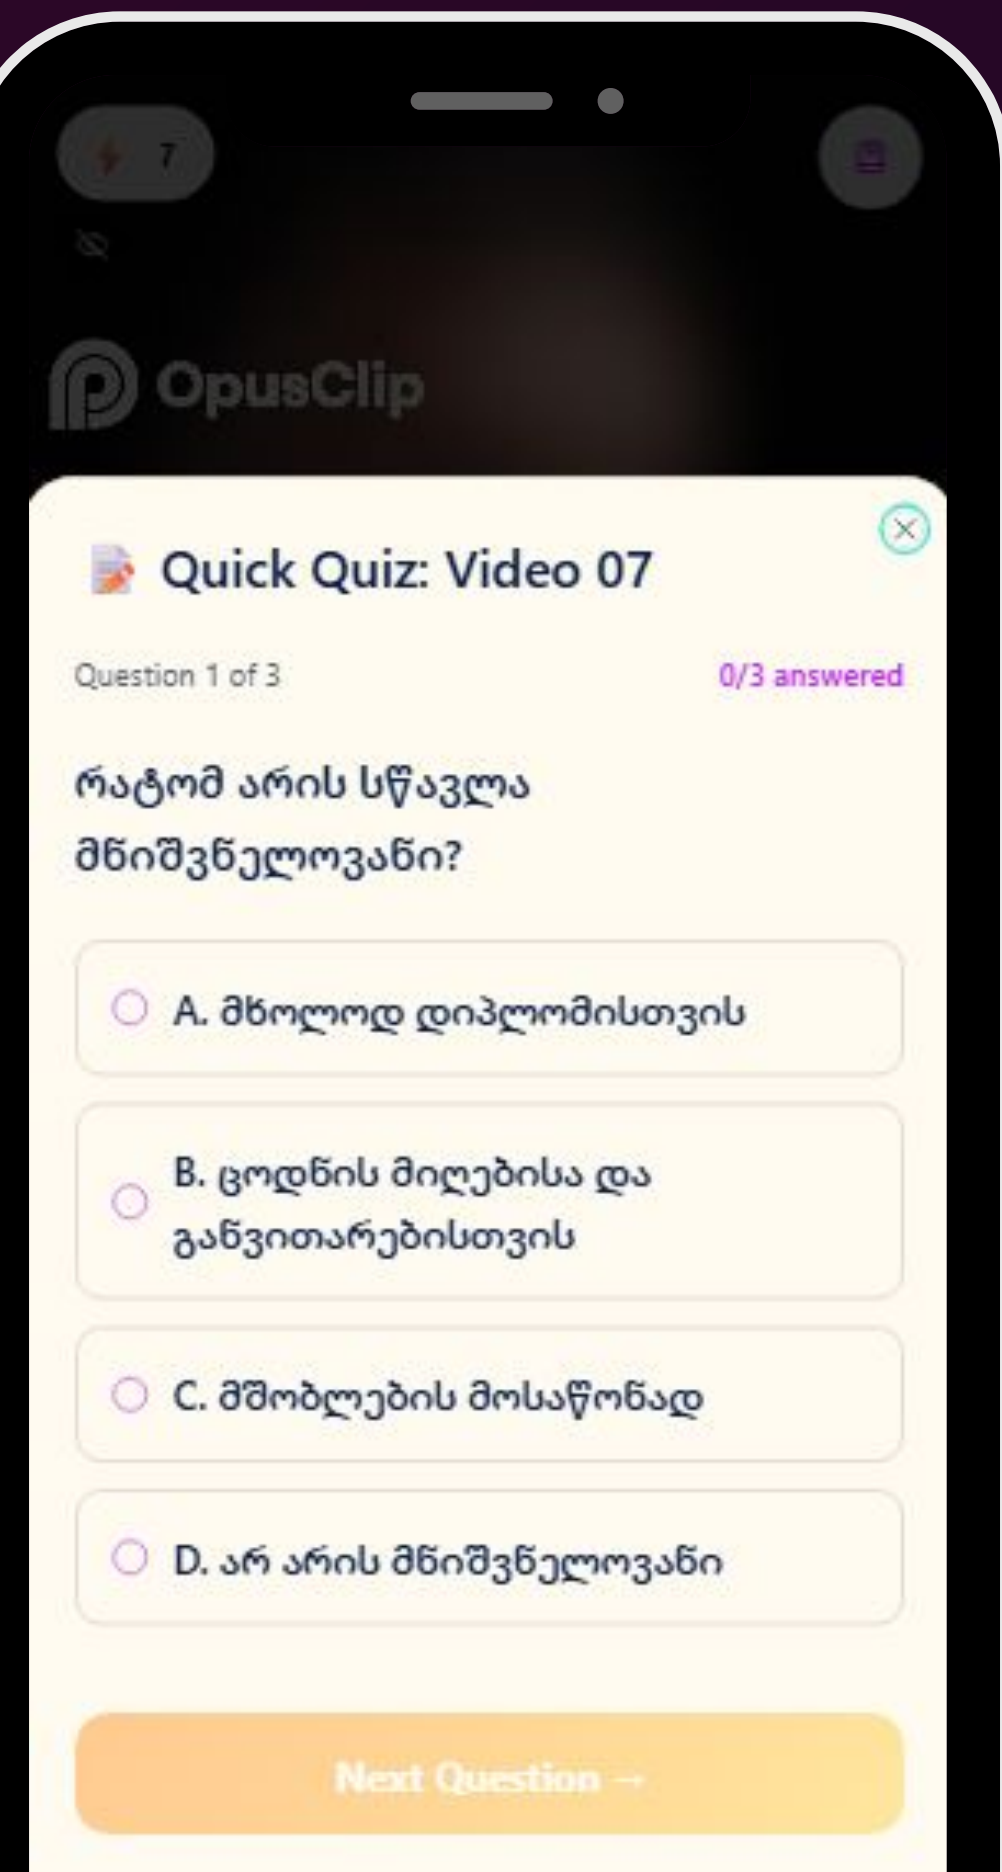 7
OpusClip
Quick Quiz: Video 07
Question 1 of 3
0/3 answered
რატომ არის სწავლა
მნიშვნელოვანი?
A. მხოლოდ დიპლომისთვის
B. ცოდნის მიღებისა და
განვითარებისთვის
C. მშობლების მოსაწონად
D. არ არის მნიშვნელოვანი
Next Question →